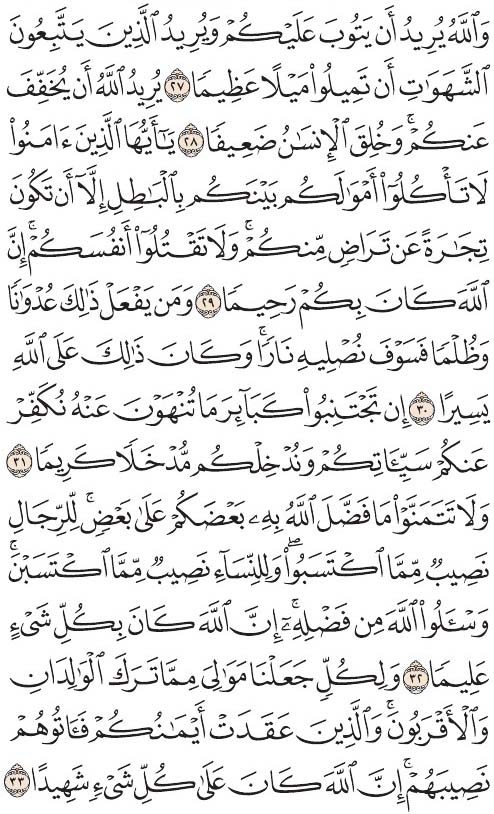 وَٱللَّهُ يُرِيدُ أَن يَتُوبَ عَلَيۡكُمۡ وَيُرِيدُ ٱلَّذِينَ يَتَّبِعُونَ
ٱلشَّهَوَٰتِ أَن تَمِيلُواْ مَيۡلًا عَظِيمٗا ٢٧ يُرِيدُ ٱللَّهُ أَن يُخَفِّفَ
عَنكُمۡۚ وَخُلِقَ ٱلۡإِنسَٰنُ ضَعِيفٗا ٢٨ يَٰٓأَيُّهَا ٱلَّذِينَ ءَامَنُواْ
لَا تَأۡكُلُوٓاْ أَمۡوَٰلَكُم بَيۡنَكُم بِٱلۡبَٰطِلِ إِلَّآ أَن تَكُونَ
تِجَٰرَةً عَن تَرَاضٖ مِّنكُمۡۚ وَلَا تَقۡتُلُوٓاْ أَنفُسَكُمۡۚ إِنَّ
ٱللَّهَ كَانَ بِكُمۡ رَحِيمٗا ٢٩ وَمَن يَفۡعَلۡ ذَٰلِكَ عُدۡوَٰنٗا
وَظُلۡمٗا فَسَوۡفَ نُصۡلِيهِ نَارٗاۚ وَكَانَ ذَٰلِكَ عَلَى ٱللَّهِ
يَسِيرًا ٣٠ إِن تَجۡتَنِبُواْ كَبَآئِرَ مَا تُنۡهَوۡنَ عَنۡهُ نُكَفِّرۡ
عَنكُمۡ سَيِّـَٔاتِكُمۡ وَنُدۡخِلۡكُم مُّدۡخَلٗا كَرِيمٗا ٣١
وَلَا تَتَمَنَّوۡاْ مَا فَضَّلَ ٱللَّهُ بِهِۦ بَعۡضَكُمۡ عَلَىٰ بَعۡضٖۚ لِّلرِّجَالِ
نَصِيبٞ مِّمَّا ٱكۡتَسَبُواْۖ وَلِلنِّسَآءِ نَصِيبٞ مِّمَّا ٱكۡتَسَبۡنَۚ
وَسۡـَٔلُواْ ٱللَّهَ مِن فَضۡلِهِۦٓۚ إِنَّ ٱللَّهَ كَانَ بِكُلِّ شَيۡءٍ
عَلِيمٗا ٣٢ وَلِكُلّٖ جَعَلۡنَا مَوَٰلِيَ مِمَّا تَرَكَ ٱلۡوَٰلِدَانِ
وَٱلۡأَقۡرَبُونَۚ وَٱلَّذِينَ عَقَدَتۡ أَيۡمَٰنُكُمۡ فَـَٔاتُوهُمۡ
نَصِيبَهُمۡۚ إِنَّ ٱللَّهَ كَانَ عَلَىٰ كُلِّ شَيۡءٖ شَهِيدًا ٣٣